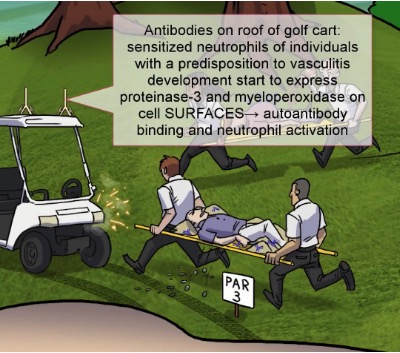 Antibodies on roof of golf cart:
sensitized neutrophils of individuals
with a predisposition to vasculitis
development start to express
proteinase-3 and myeloperoxidase on
cell SURFACES→ autoantibody
binding and neutrophil activation
PAR
3